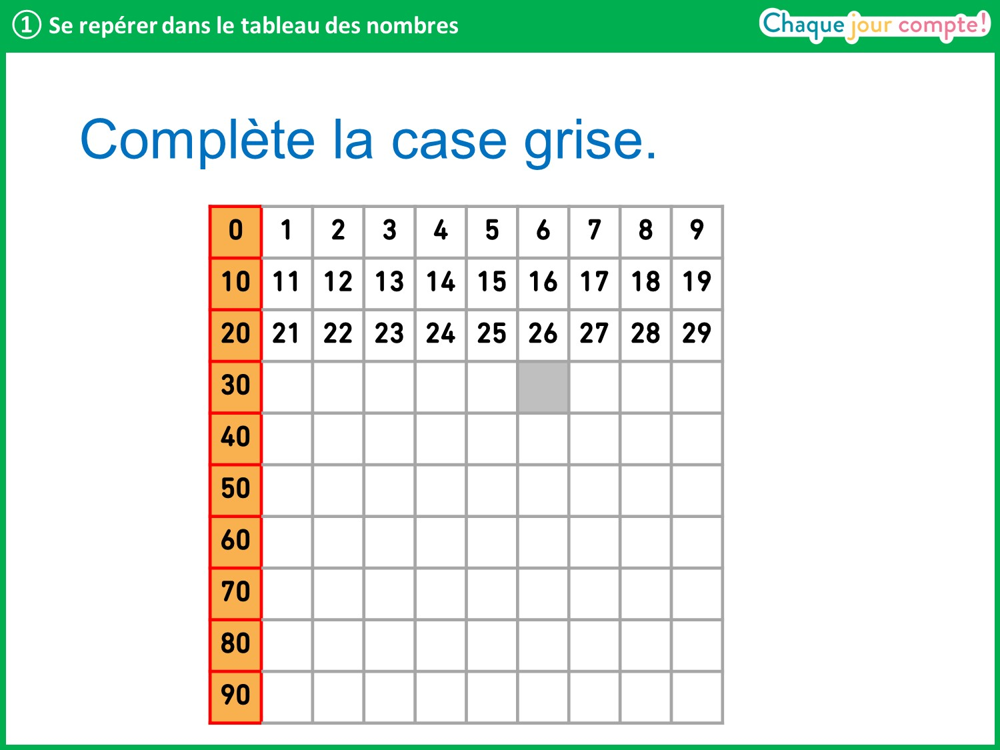 ① Se repérer dans le tableau des nombres
Chaque jour compte!
Complète la case grise.
0 1 2 3 4 5 6 7 8 9
10 11 12 13 14 15 16 17 18 19
20 21 22 23 24 25 26 27 28 29
30
40
50
60
70
80
90